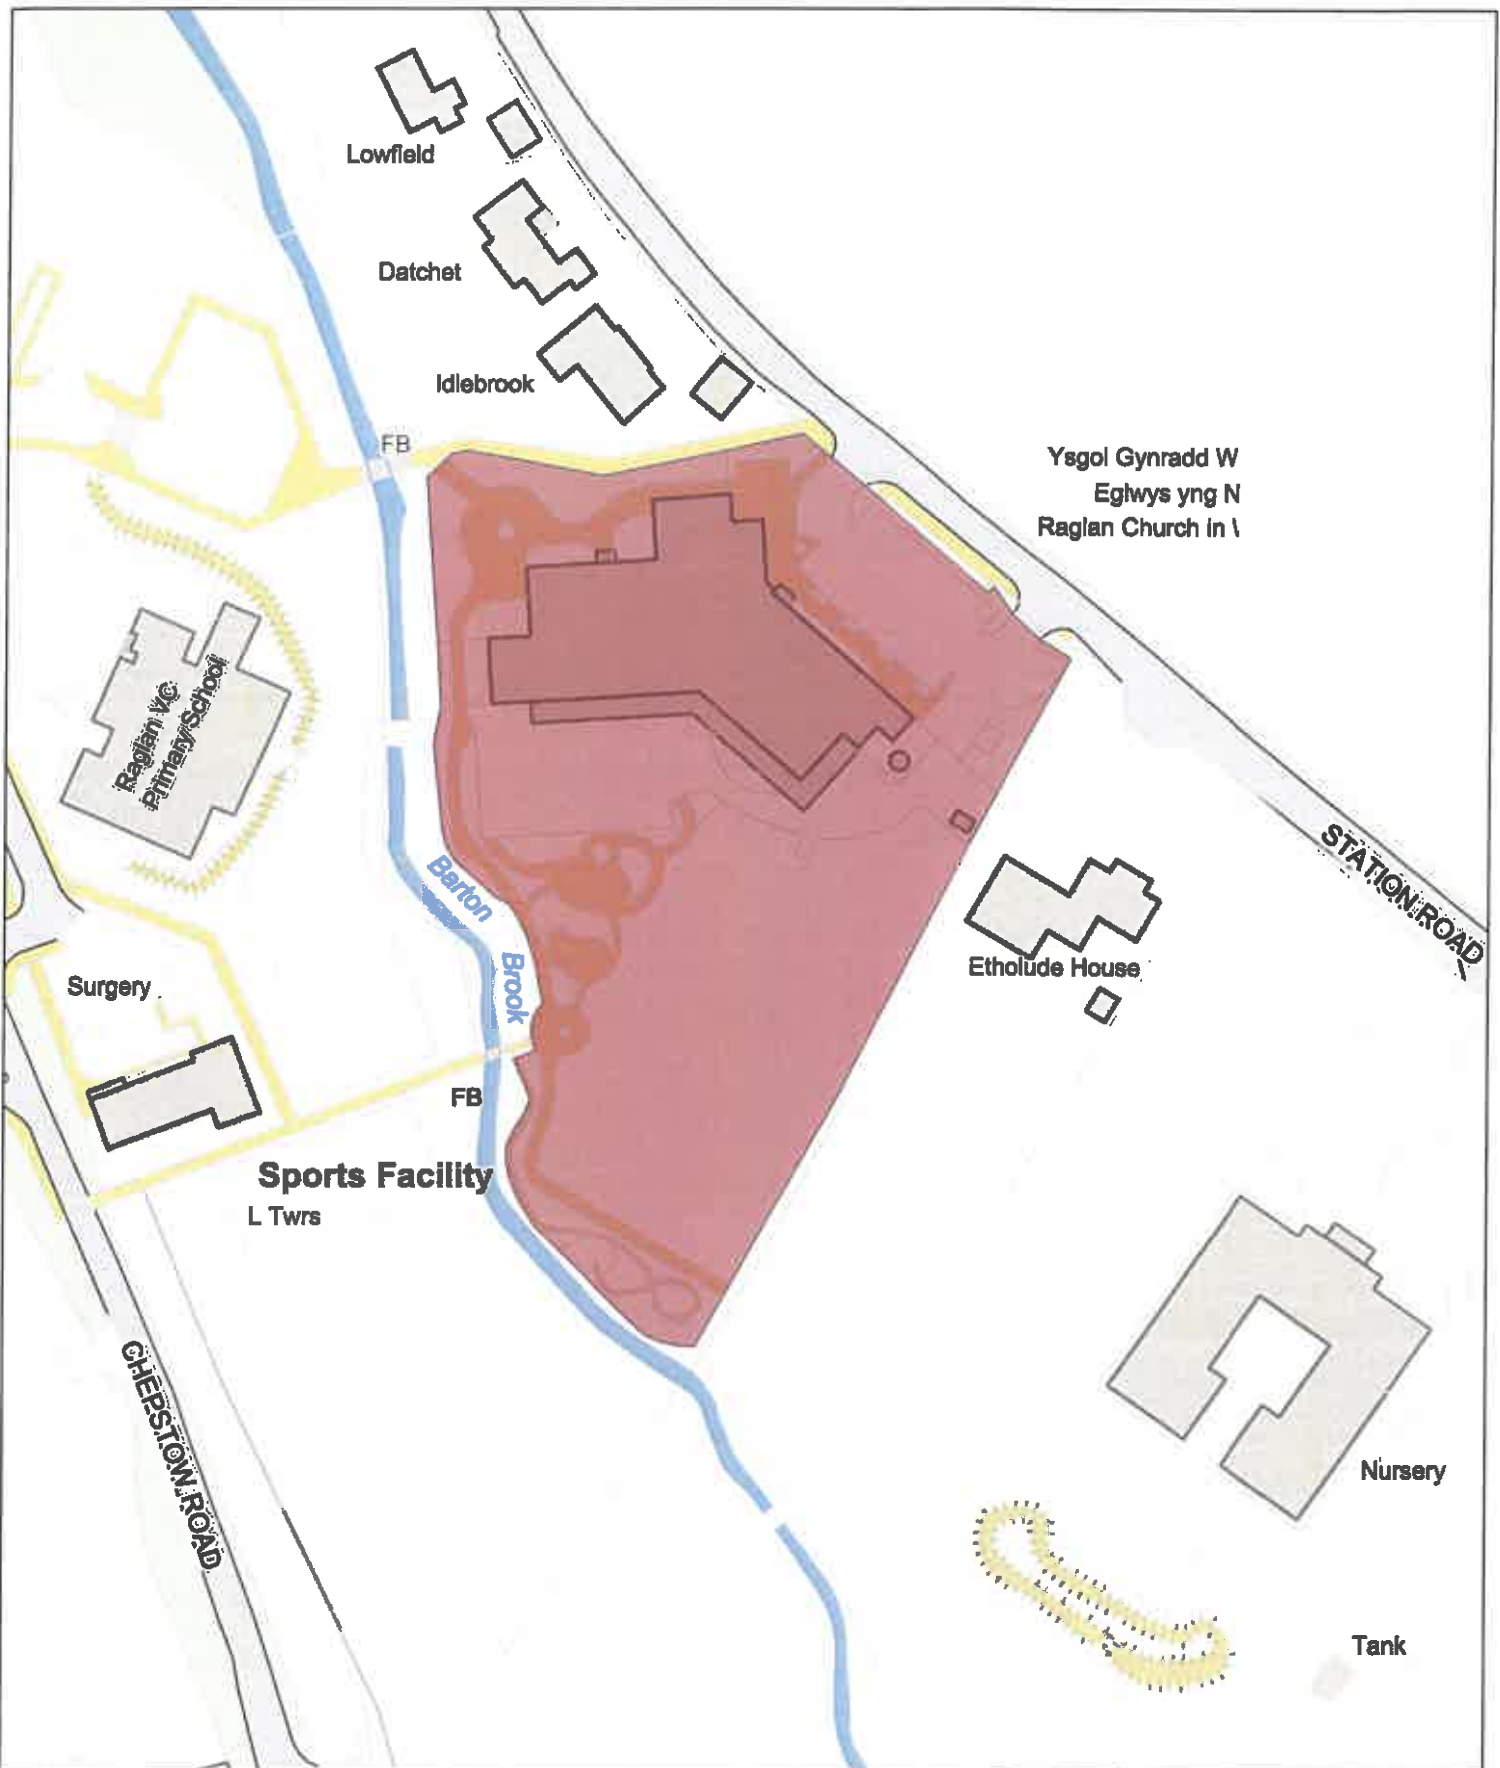 Lowfield
Datchet
Idlebrook
FB
Ysgol Gynradd W
Eglwys yng N
Raglan Church in \
Raglan VC
Primary School
Barton
Brook
STATION ROAD
Etholude House
Surgery
FB
Sports Facility
L Twrs
CHEPSTOW ROAD
Nursery
Tank